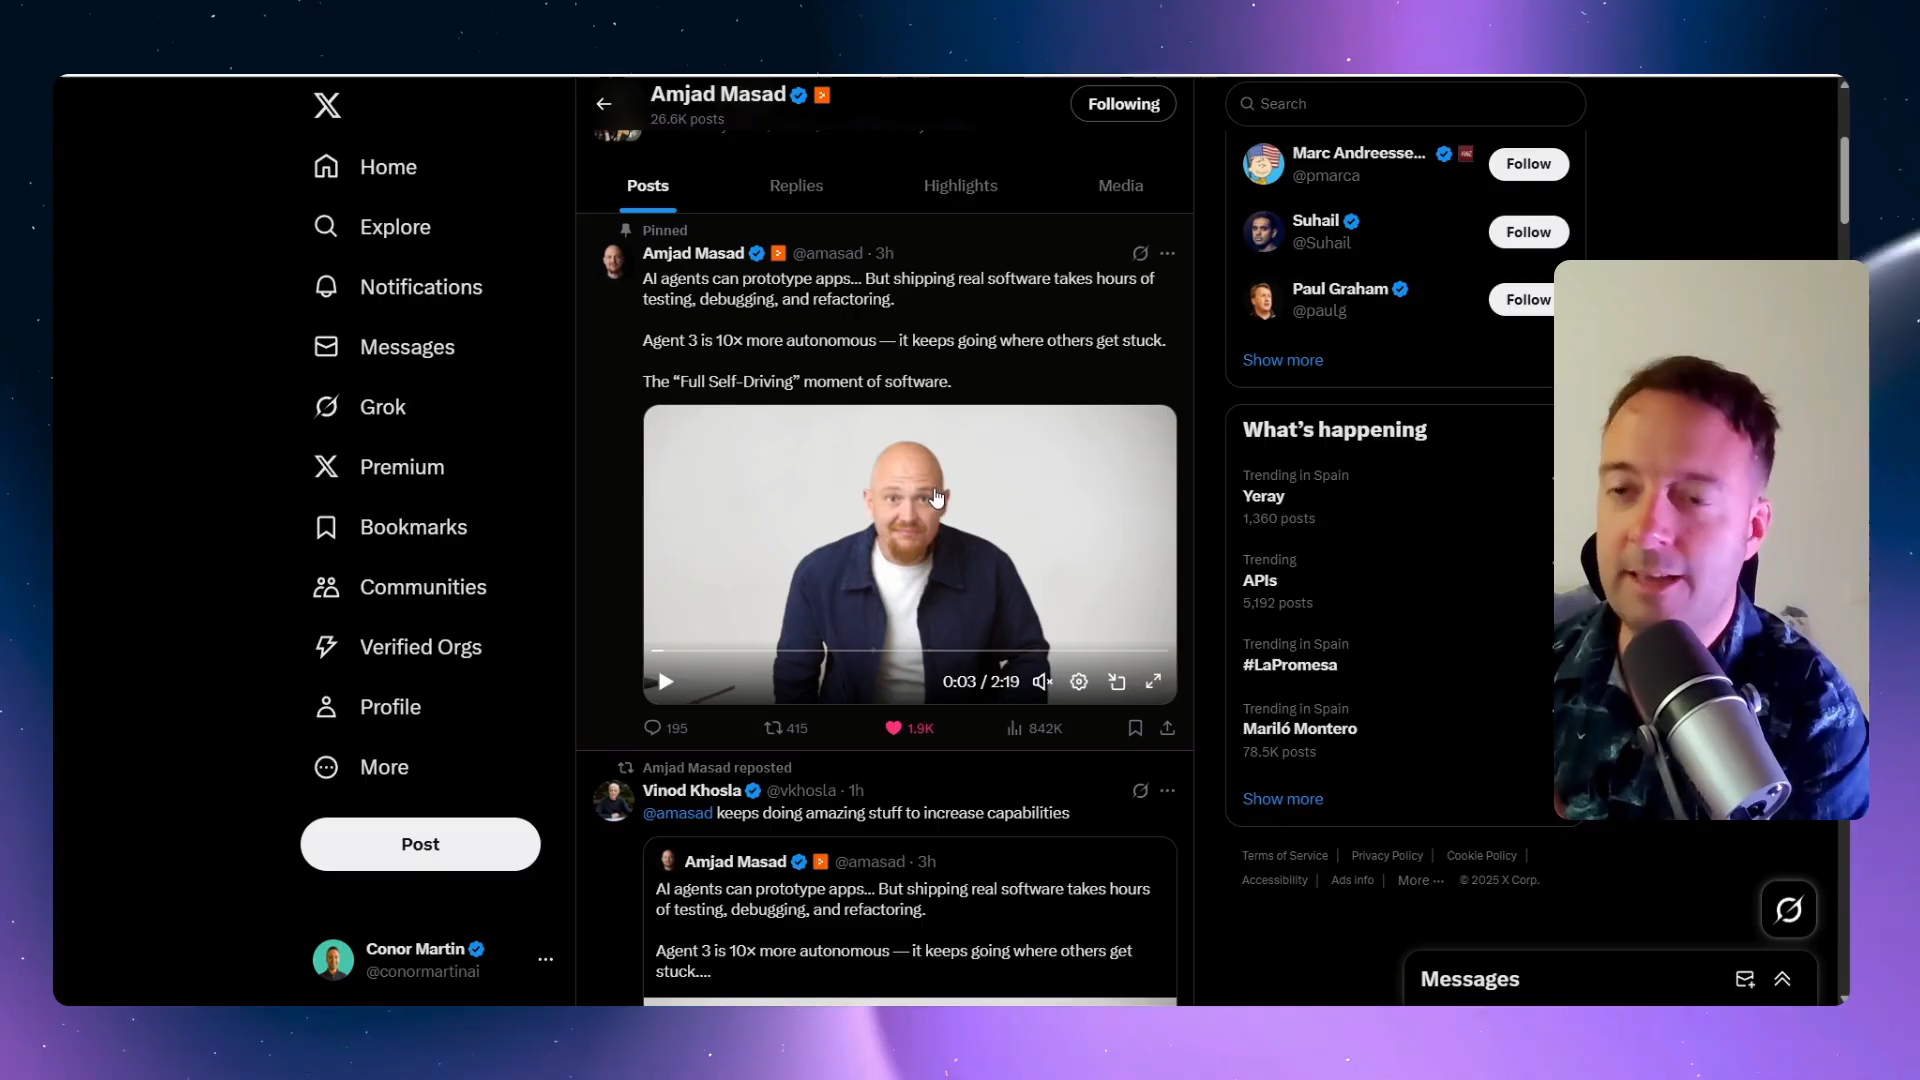 Home
Explore
Notifications
Messages
Grok
Premium
Bookmarks
Communities
Verified Orgs
Profile
More
Post
Conor Martin
@conormartinai
Amjad Masad
26.6K posts
Following
Posts
Replies
Highlights
Media
Pinned
Amjad Masad @amasad · 3h
AI agents can prototype apps... But shipping real software takes hours of
testing, debugging, and refactoring.
Agent 3 is 10× more autonomous — it keeps going where others get stuck.
The “Full Self-Driving” moment of software.
0:03 / 2:19
195
415
1.9K
842K
Amjad Masad reposted
Vinod Khosla @vkhosla · 1h
@amasad keeps doing amazing stuff to increase capabilities
Amjad Masad @amasad · 3h
AI agents can prototype apps... But shipping real software takes hours
of testing, debugging, and refactoring.
Agent 3 is 10× more autonomous — it keeps going where others get
stuck....
Search
Marc Andreesse...
@pmarca
Follow
Suhail
@Suhail
Follow
Paul Graham
@paulg
Follow
Show more
What’s happening
Trending in Spain
Yeray
1,360 posts
Trending
APIs
5,192 posts
Trending in Spain
#LaPromesa
Trending in Spain
Mariló Montero
78.5K posts
Show more
Terms of Service | Privacy Policy | Cookie Policy |
Accessibility | Ads info | More ··· © 2025 X Corp.
Messages